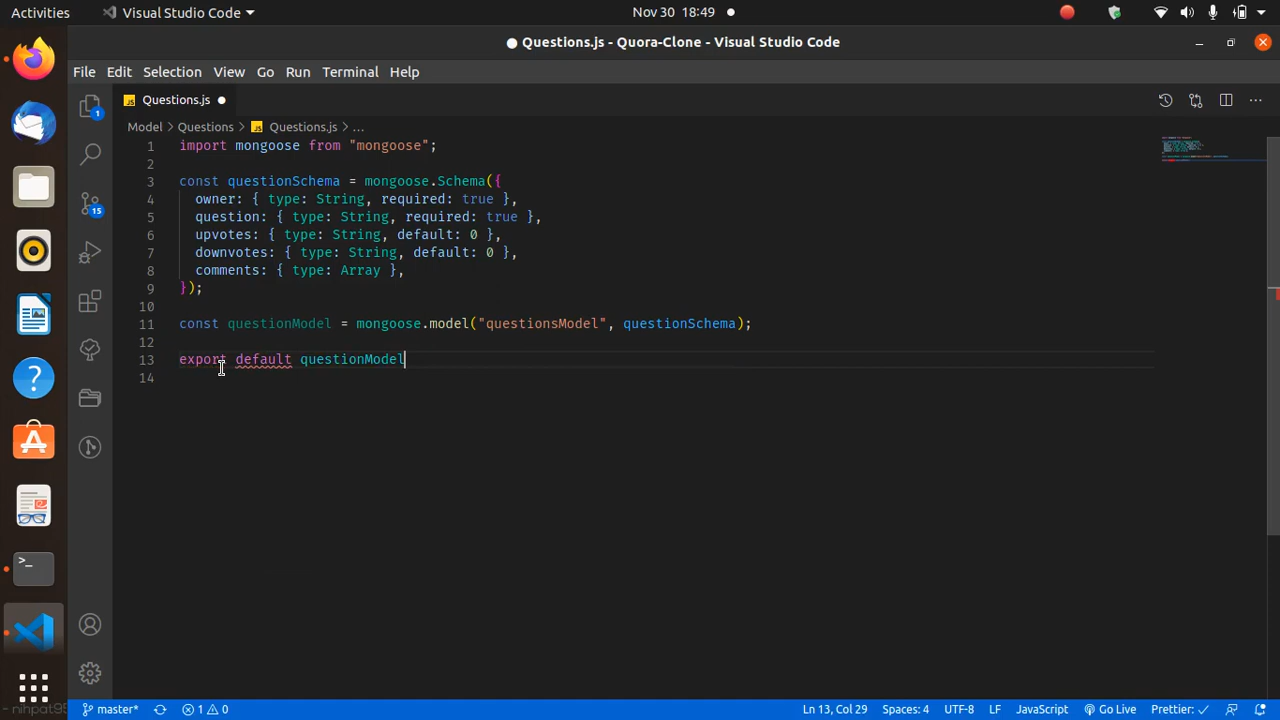 Activities Visual Studio Code Nov 30 18:49
Questions.js - Quora-Clone - Visual Studio Code
File Edit Selection View Go Run Terminal Help
JS Questions.js
Model > Questions > JS Questions.js > ...
1 import mongoose from "mongoose";
2
3 const questionSchema = mongoose.Schema({
4 owner: { type: String, required: true },
5 question: { type: String, required: true },
6 upvotes: { type: String, default: 0 },
7 downvotes: { type: String, default: 0 },
8 comments: { type: Array },
9 });
10
11 const questionModel = mongoose.model("questionsModel", questionSchema);
12
13 export default questionModel
14
1
15
master* 1 0 Ln 13, Col 29 Spaces: 4 UTF-8 LF JavaScript Go Live Prettier: ✓